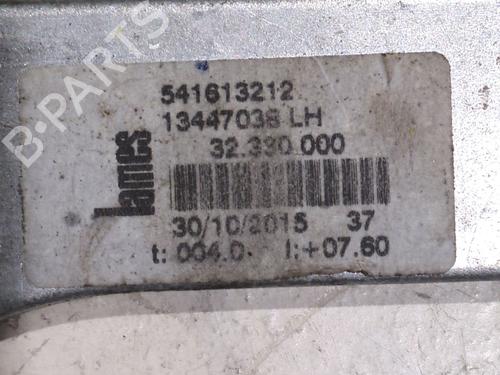 B-PARTS
541613212
13447038 LH
32.330.000
lames
30/10/2015 37
t: 004.0 l:+07.60